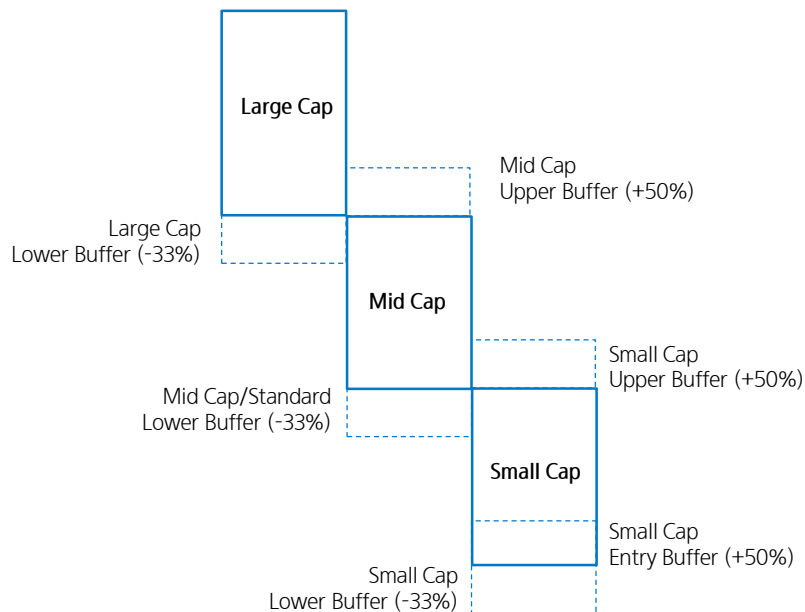 Large Cap
Mid Cap
Upper Buffer (+50%)
Large Cap
Lower Buffer (-33%)
Mid Cap
Small Cap
Upper Buffer (+50%)
Mid Cap/Standard
Lower Buffer (-33%)
Small Cap
Small Cap
Entry Buffer (+50%)
Small Cap
Lower Buffer (-33%)